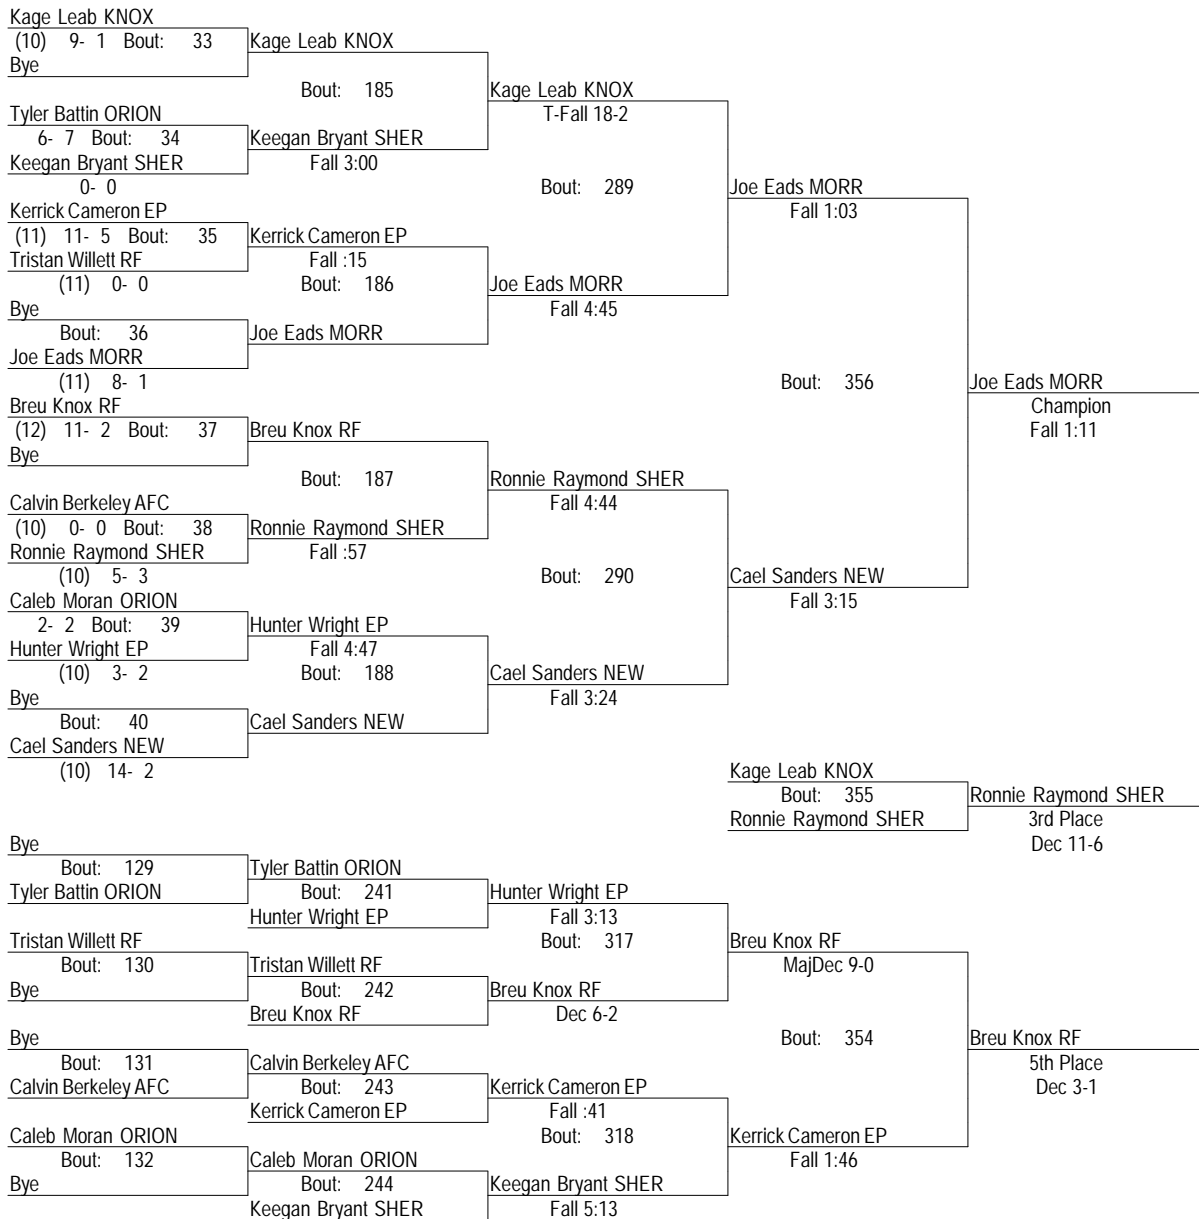 Kage Leab KNOX
(10) 9- 1 Bout: 33 Kage Leab KNOX
Bye
Bout: 185 Kage Leab KNOX
Tyler Battin ORION T-Fall 18-2
6- 7 Bout: 34 Keegan Bryant SHER
Keegan Bryant SHER Fall 3:00
0- 0 Bout: 289 Joe Eads MORR
Kerrick Cameron EP Fall 1:03
(11) 11- 5 Bout: 35 Kerrick Cameron EP
Tristan Willett RF Fall :15
(11) 0- 0 Bout: 186 Joe Eads MORR
Bye Fall 4:45
Bout: 36 Joe Eads MORR
Joe Eads MORR
(11) 8- 1 Bout: 356 Joe Eads MORR
Breu Knox RF Champion
(12) 11- 2 Bout: 37 Breu Knox RF Fall 1:11
Bye
Bout: 187 Ronnie Raymond SHER
Calvin Berkeley AFC Fall 4:44
(10) 0- 0 Bout: 38 Ronnie Raymond SHER
Ronnie Raymond SHER Fall :57
(10) 5- 3 Bout: 290 Cael Sanders NEW
Caleb Moran ORION Fall 3:15
2- 2 Bout: 39 Hunter Wright EP
Hunter Wright EP Fall 4:47
(10) 3- 2 Bout: 188 Cael Sanders NEW
Bye Fall 3:24
Bout: 40 Cael Sanders NEW
Cael Sanders NEW
(10) 14- 2 Kage Leab KNOX
Bout: 355 Ronnie Raymond SHER
Ronnie Raymond SHER 3rd Place
Bye Dec 11-6
Bout: 129 Tyler Battin ORION
Tyler Battin ORION Bout: 241 Hunter Wright EP
Hunter Wright EP Fall 3:13
Tristan Willett RF Bout: 317 Breu Knox RF
Bout: 130 Tristan Willett RF MajDec 9-0
Bye Bout: 242 Breu Knox RF
Breu Knox RF Dec 6-2
Bye Bout: 354 Breu Knox RF
Bout: 131 Calvin Berkeley AFC 5th Place
Calvin Berkeley AFC Bout: 243 Kerrick Cameron EP Dec 3-1
Kerrick Cameron EP Fall :41
Caleb Moran ORION Bout: 318 Kerrick Cameron EP
Bout: 132 Caleb Moran ORION Fall 1:46
Bye Bout: 244 Keegan Bryant SHER
Keegan Bryant SHER Fall 5:13